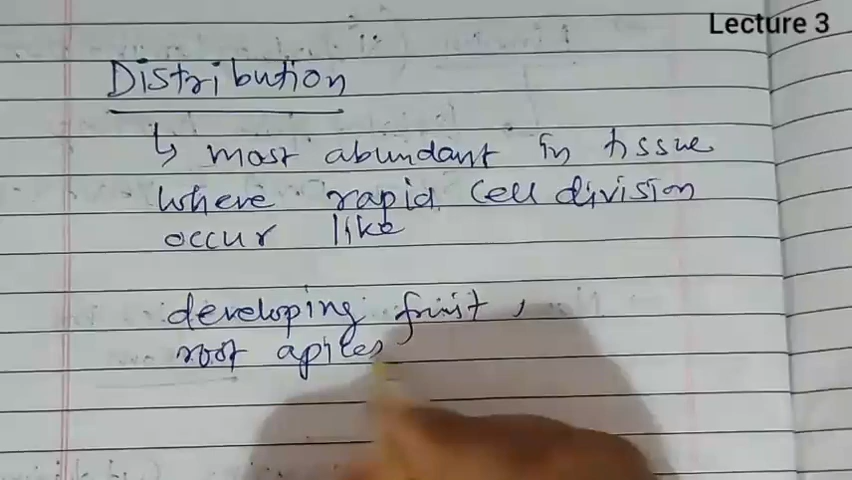 Lecture 3
Distribution
↳ most abundant in tissue
where rapid cell division
occur like
developing fruit,
root apices